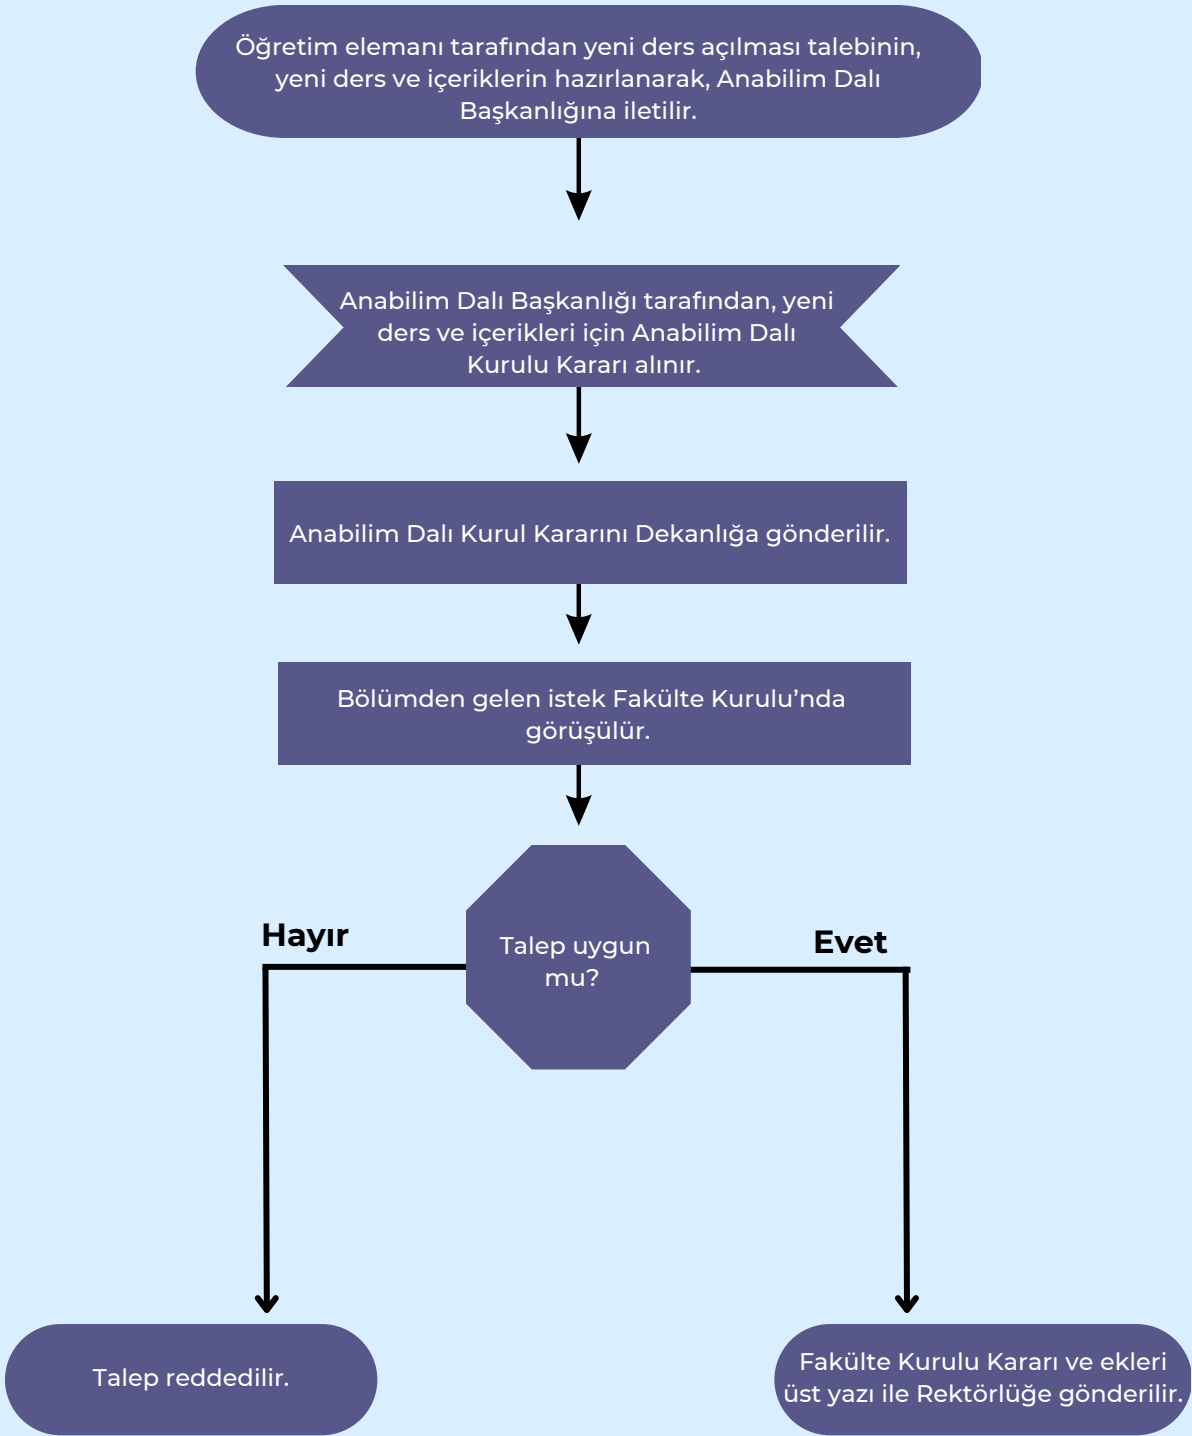 Öğretim elemanı tarafından yeni ders açılması talebinin,
yeni ders ve içeriklerin hazırlanarak, Anabilim Dalı
Başkanlığına iletilir.
Anabilim Dalı Başkanlığı tarafından, yeni
ders ve içerikleri için Anabilim Dalı
Kurulu Kararı alınır.
Anabilim Dalı Kurul Kararını Dekanlığa gönderilir.
Bölümden gelen istek Fakülte Kurulu’nda
görüşülür.
Hayır
Talep uygun
mu?
Evet
Talep reddedilir.
Fakülte Kurulu Kararı ve ekleri
üst yazı ile Rektörlüğe gönderilir.